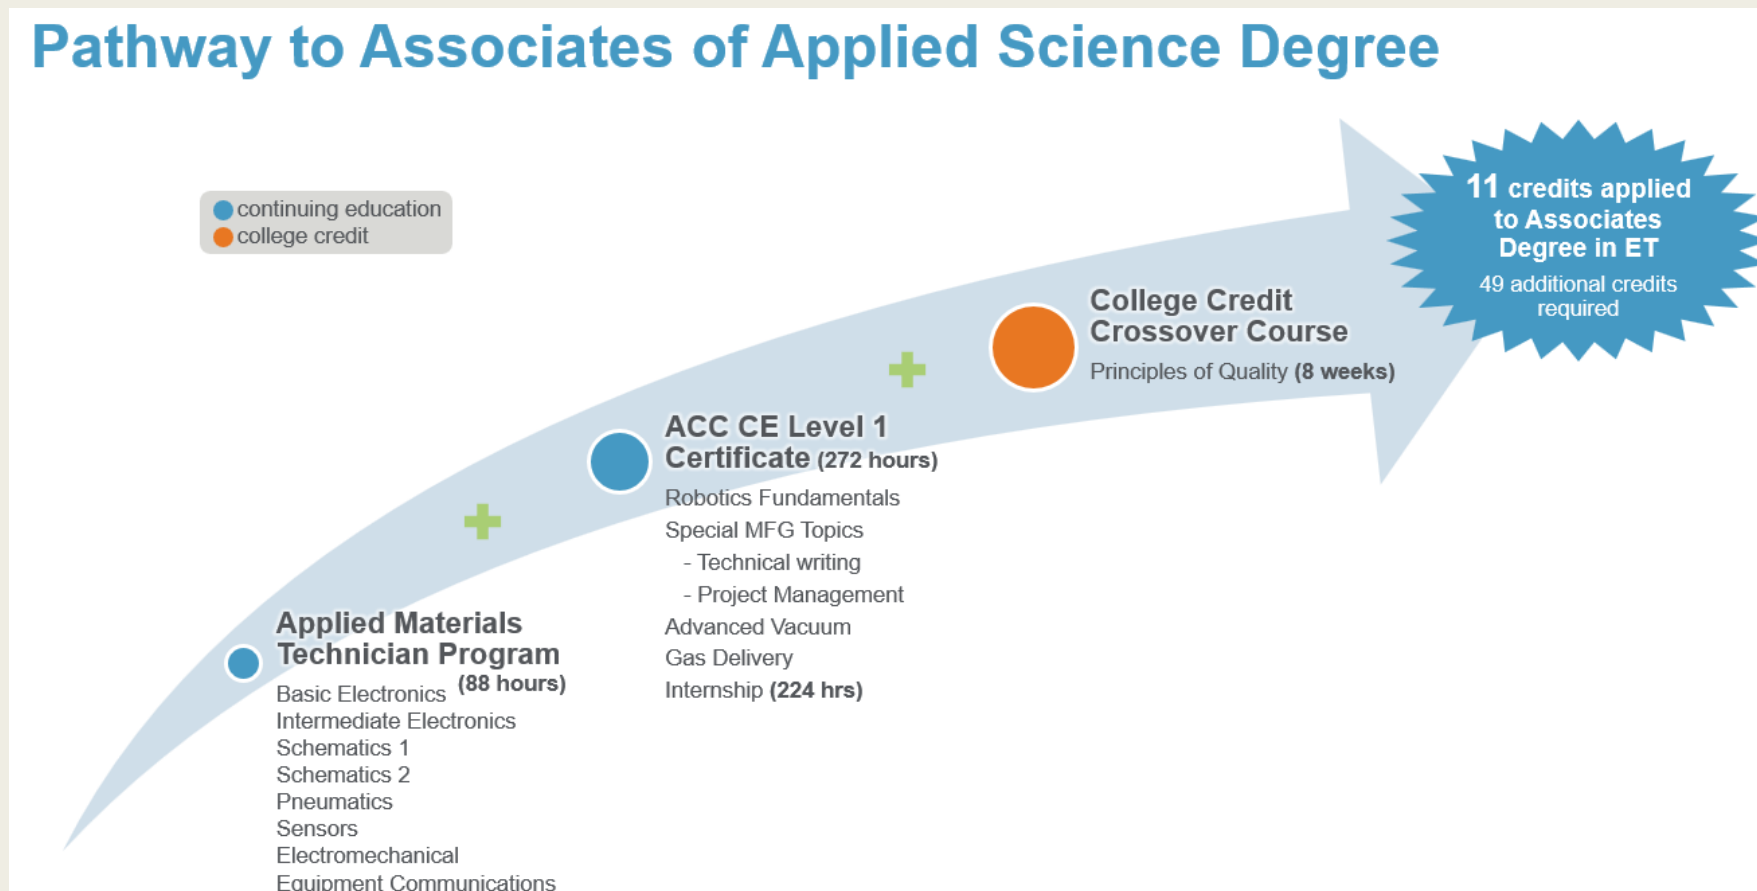 Pathway to Associates of Applied Science Degree
continuing education
college credit
11 credits applied
to Associates
Degree in ET
49 additional credits
required
College Credit
Crossover Course
Principles of Quality (8 weeks)
ACC CE Level 1
Certificate (272 hours)
Robotics Fundamentals
Special MFG Topics
- Technical writing
- Project Management
Advanced Vacuum
Gas Delivery
Internship (224 hrs)
Applied Materials
Technician Program
(88 hours)
Basic Electronics
Intermediate Electronics
Schematics 1
Schematics 2
Pneumatics
Sensors
Electromechanical
Equipment Communications